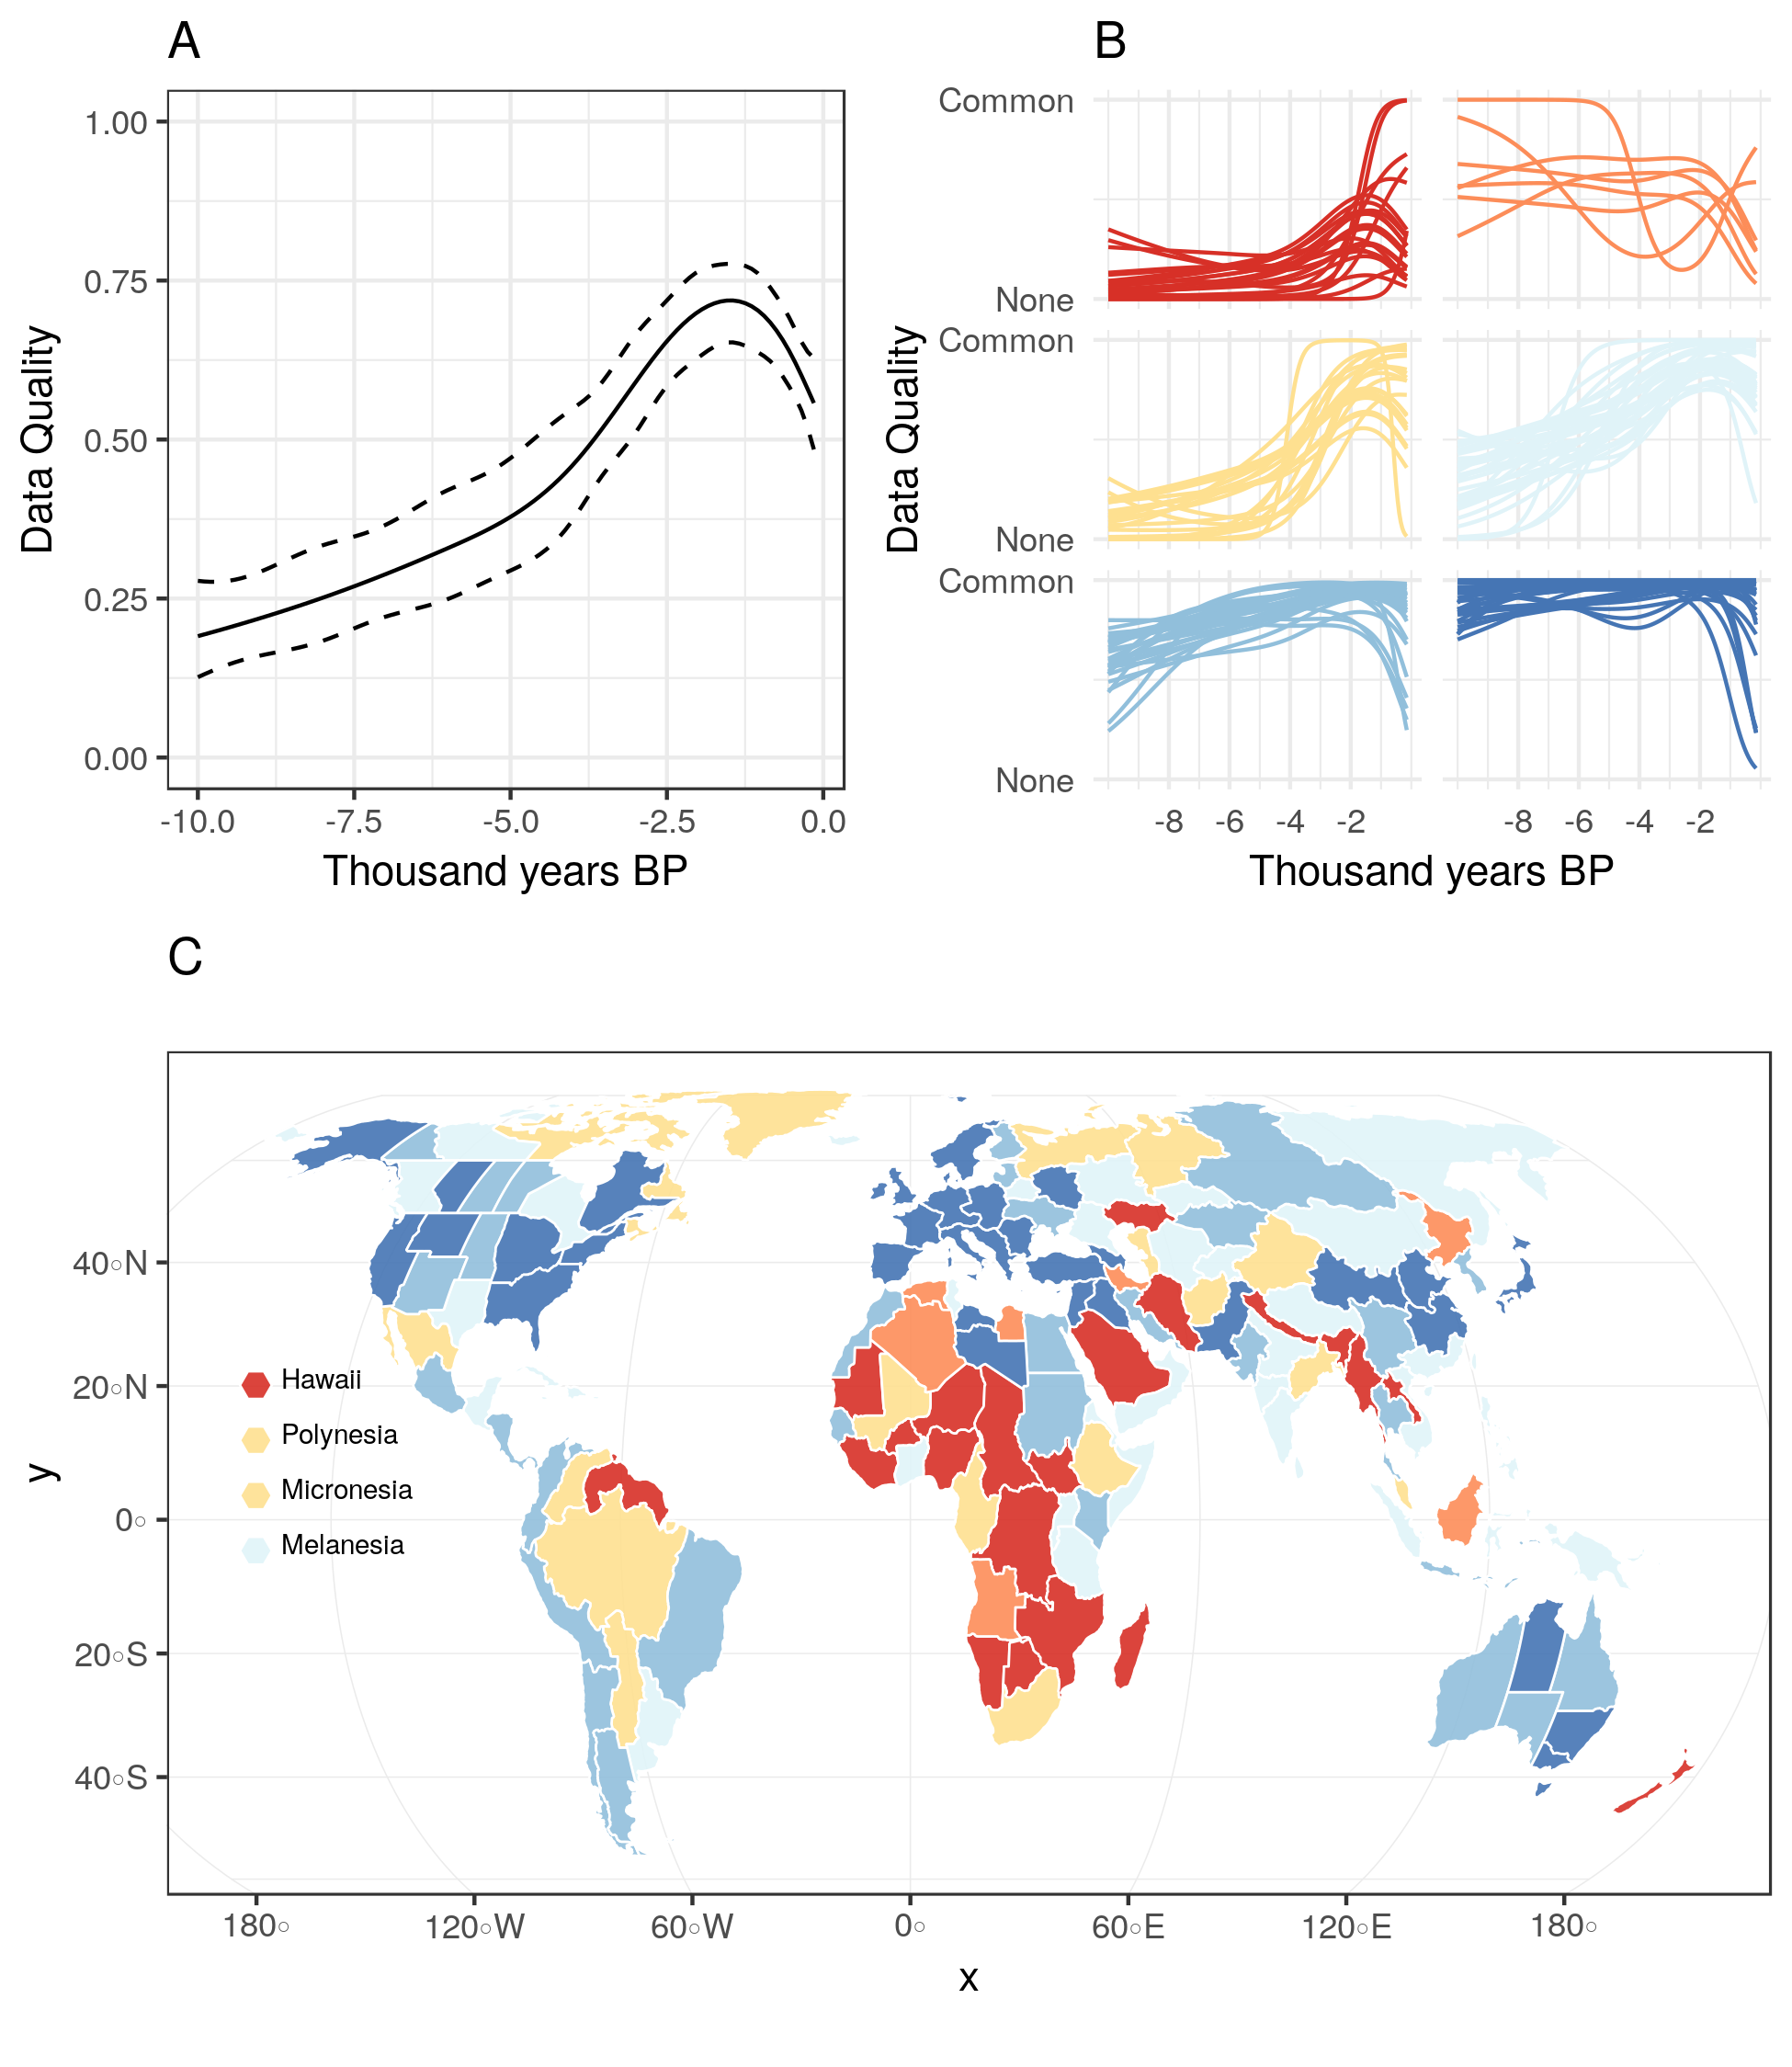 A
B
1.00
0.75
0.50
0.25
0.00
Data Quality
-10.0 -7.5 -5.0 -2.5 0.0
Thousand years BP
Common
None
Common
None
Common
None
Data Quality
-8 -6 -4 -2 -8 -6 -4 -2
Thousand years BP
C
40°N
20°N
0°
20°S
40°S
y
Hawaii
Polynesia
Micronesia
Melanesia
180° 120°W 60°W 0° 60°E 120°E 180°
x